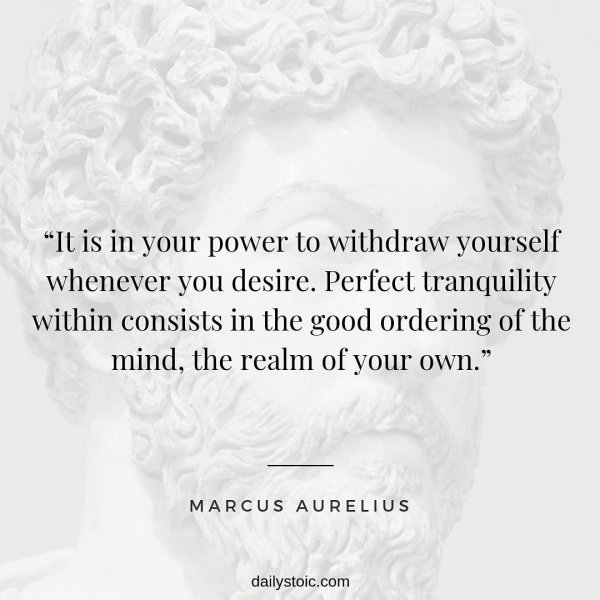 “It is in your power to withdraw yourself
whenever you desire. Perfect tranquility
within consists in the good ordering of the
mind, the realm of your own.”
MARCUS AURELIUS
dailystoic.com